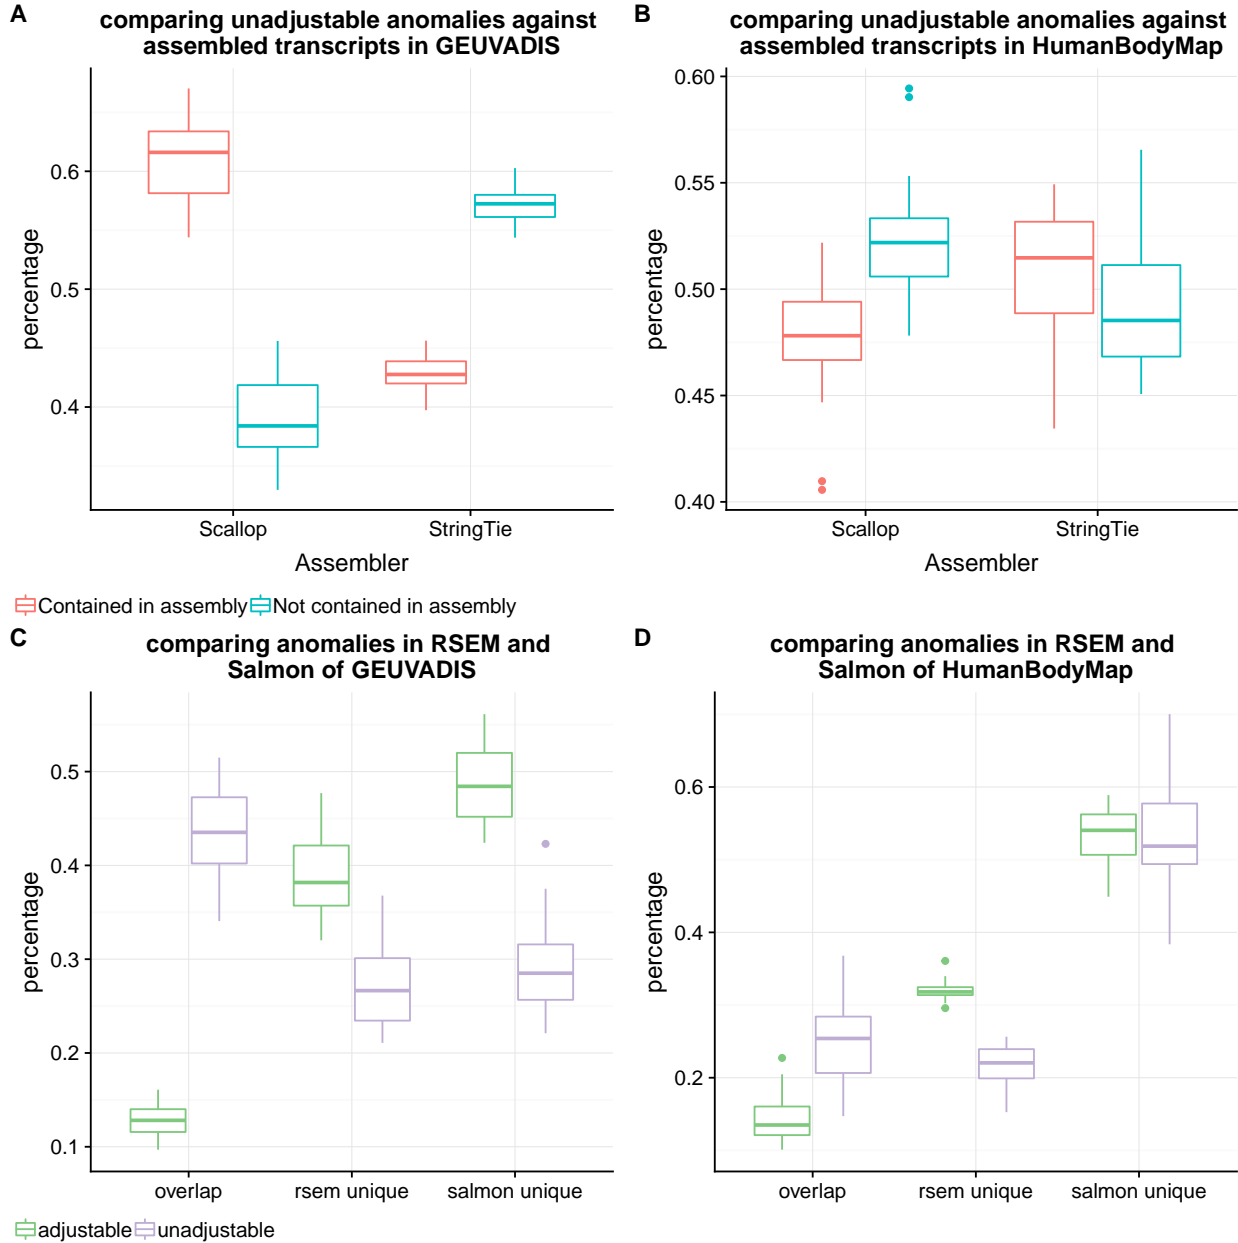 A
comparing unadjustable anomalies against
assembled transcripts in GEUVADIS
percentage
0.6
0.5
0.4
Scallop
StringTie
Assembler
B
comparing unadjustable anomalies against
assembled transcripts in HumanBodyMap
percentage
0.60
0.55
0.50
0.45
0.40
Scallop
StringTie
Assembler
Contained in assembly
Not contained in assembly
C
comparing anomalies in RSEM and
Salmon of GEUVADIS
percentage
0.5
0.4
0.3
0.2
0.1
overlap
rsem unique
salmon unique
D
comparing anomalies in RSEM and
Salmon of HumanBodyMap
percentage
0.6
0.4
0.2
overlap
rsem unique
salmon unique
adjustable
unadjustable